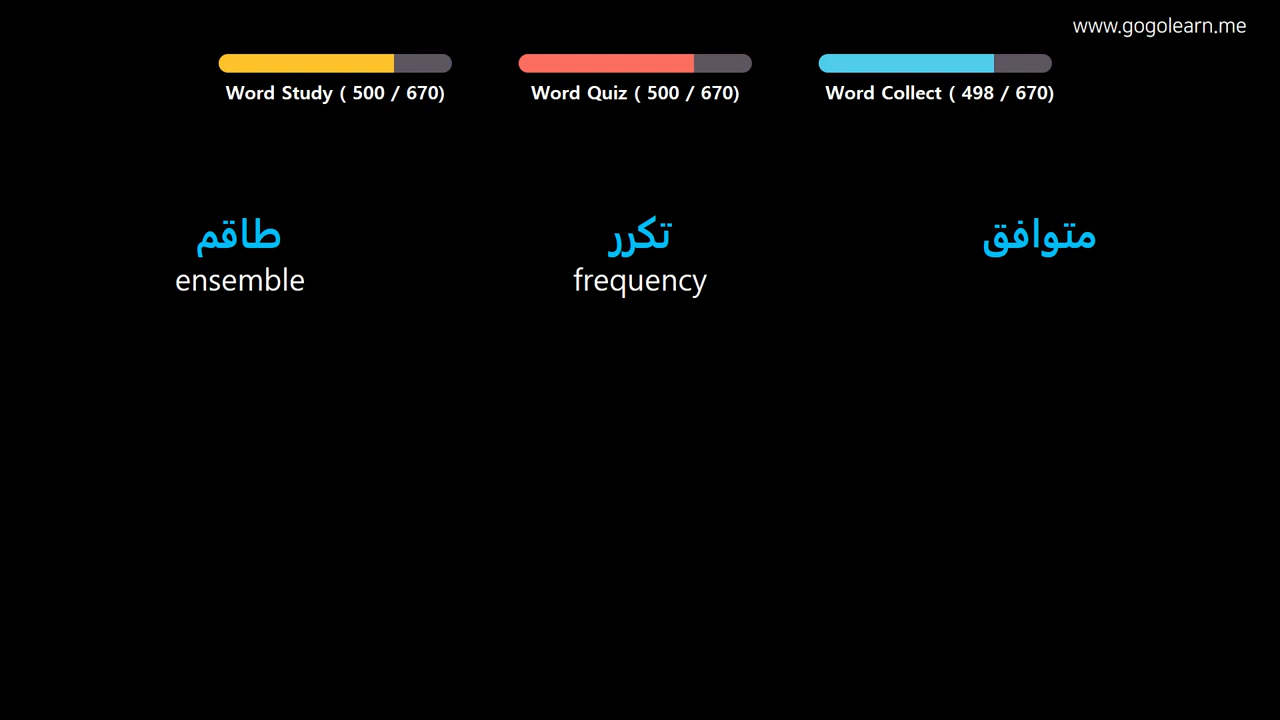 www.gogolearn.me
Word Study ( 500 / 670)
Word Quiz ( 500 / 670)
Word Collect ( 498 / 670)
طاقم
ensemble
تكرر
frequency
متوافق